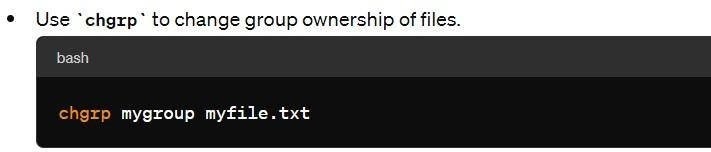 • Use `chgrp` to change group ownership of files.
bash
chgrp mygroup myfile.txt